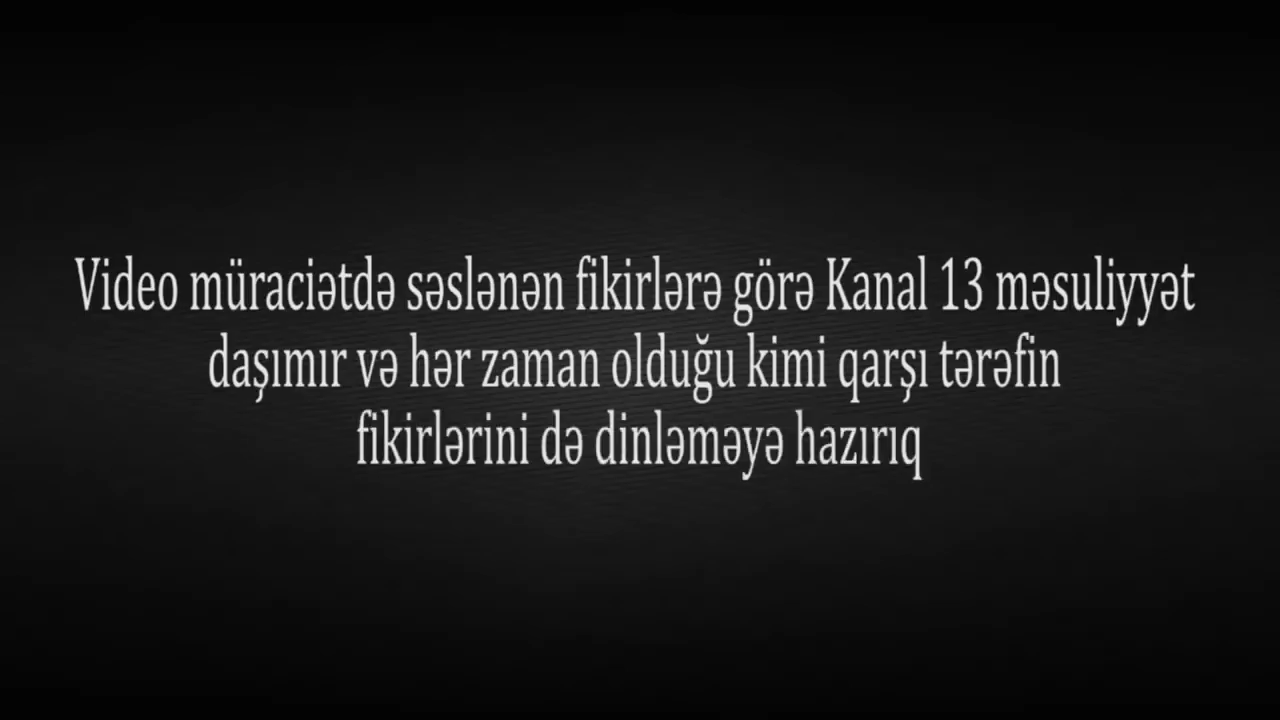 Video müraciətdə səslənən fikirlərə görə Kanal 13 məsuliyyət
daşımır və hər zaman olduğu kimi qarşı tərəfin
fikirlərini də dinləməyə hazırıq